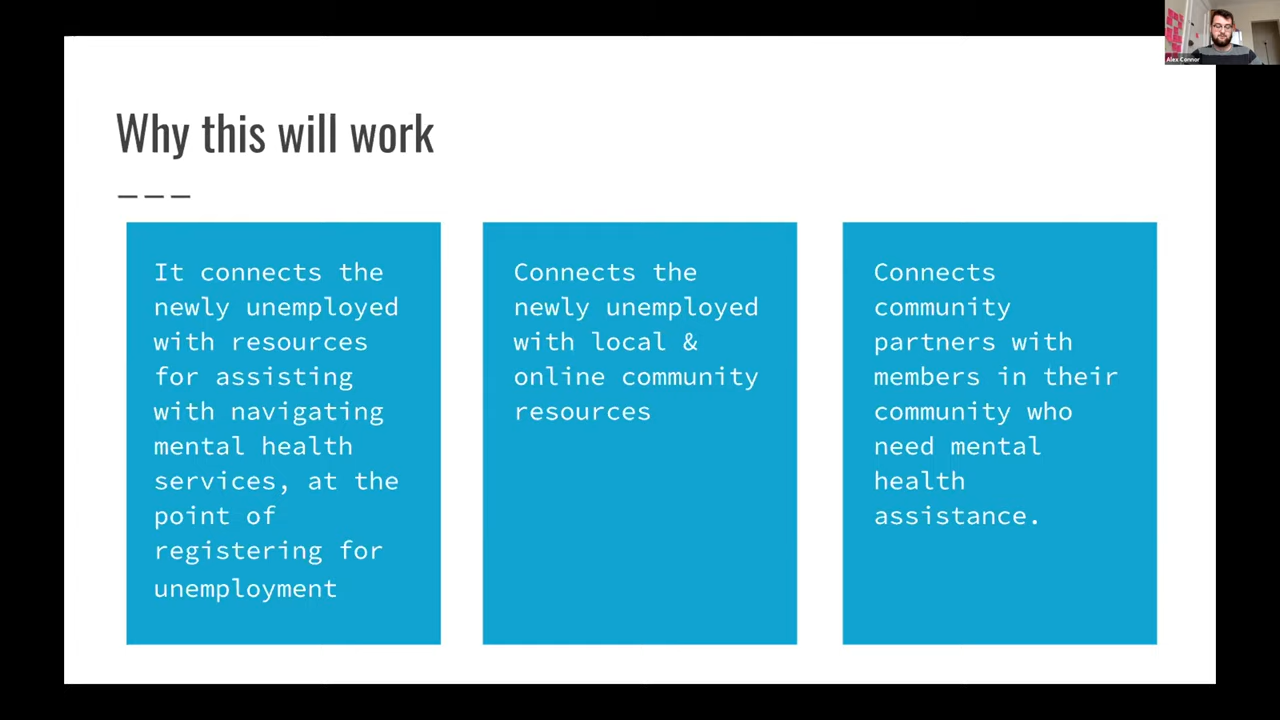 Alex Connor
Why this will work
It connects the
newly unemployed
with resources
for assisting
with navigating
mental health
services, at the
point of
registering for
unemployment
Connects the
newly unemployed
with local &
online community
resources
Connects
community
partners with
members in their
community who
need mental
health
assistance.